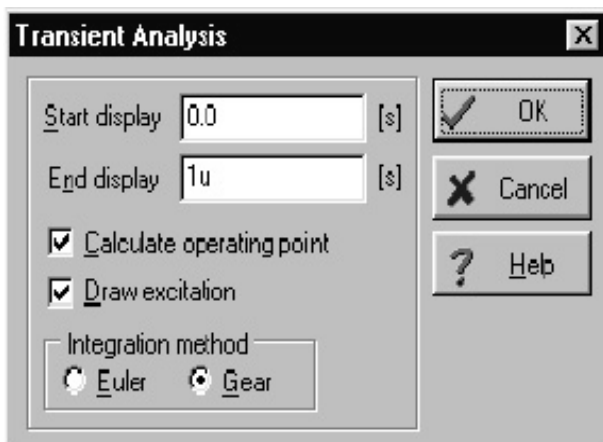 Transient Analysis
Start display 0.0 [s]
End display 1u [s]
Calculate operating point
Draw excitation
Integration method
Euler Gear
OK
Cancel
? Help